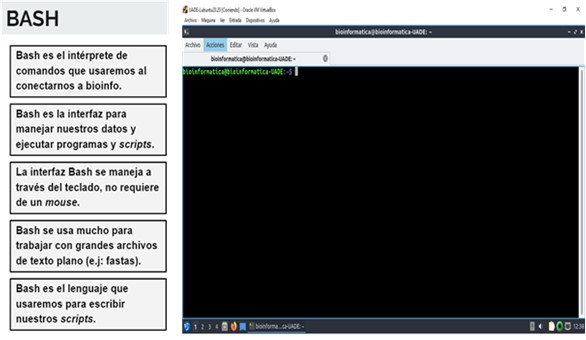 BASH
Bash es el intérprete de
comandos que usaremos al
conectarnos a bioinfo.
Bash es la interfaz para
manejar nuestros datos y
ejecutar programas y scripts.
La interfaz Bash se maneja a
través del teclado, no requiere
de un mouse.
Bash se usa mucho para
trabajar con grandes archivos
de texto plano (e.j: fastas).
Bash es el lenguaje que
usaremos para escribir
nuestros scripts.
UADE-Lubuntu20.20 [Corriendo] - Oracle VM VirtualBox
Archivo Máquina Ver Entrada Dispositivos Ayuda
bioinformatica@bioinformatica-UADE: ~
Archivo Acciones Editar Vista Ayuda
bioinformatica@bioinformatica-UADE: ~
bioinformatica@bioinformatica-UADE:~$
1 2 3 4 bioinforma...ca-UADE: ~ 12:38